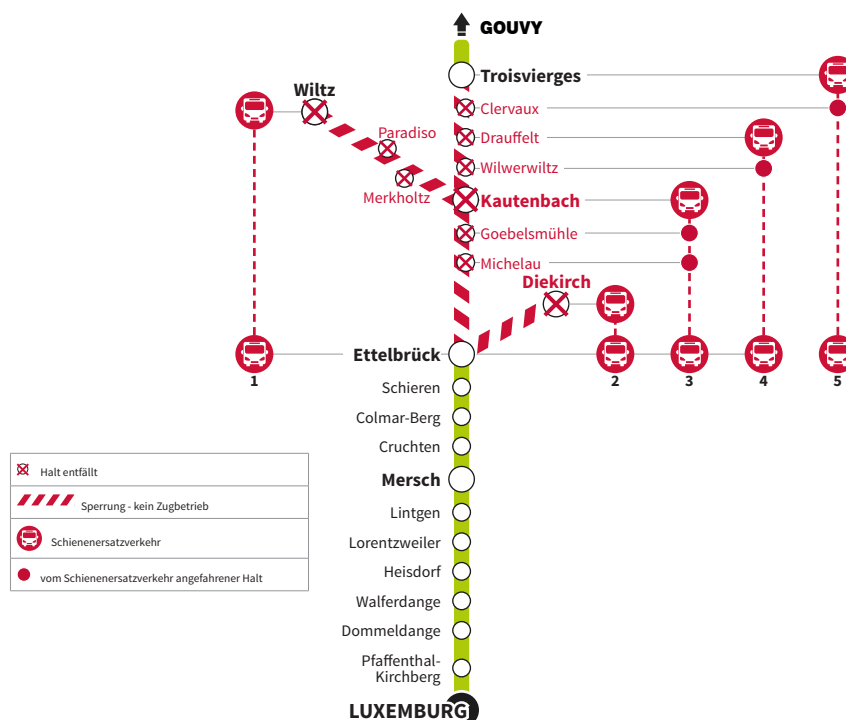 GOUVY
Troisvierges
Wiltz
Clervaux
Paradiso
Drauffelt
Wilwerwiltz
Merkholtz
Kautenbach
Goebelsmühle
Michelau
Diekirch
Ettelbrück
1
2
3
4
5
Schieren
Colmar-Berg
Cruchten
Mersch
Lintgen
Lorentzweiler
Heisdorf
Walferdange
Dommeldange
Pfaffenthal-
Kirchberg
LUXEMBURG
Halt entfällt
Sperrung - kein Zugbetrieb
Schienenersatzverkehr
vom Schienenersatzverkehr angefahrener Halt